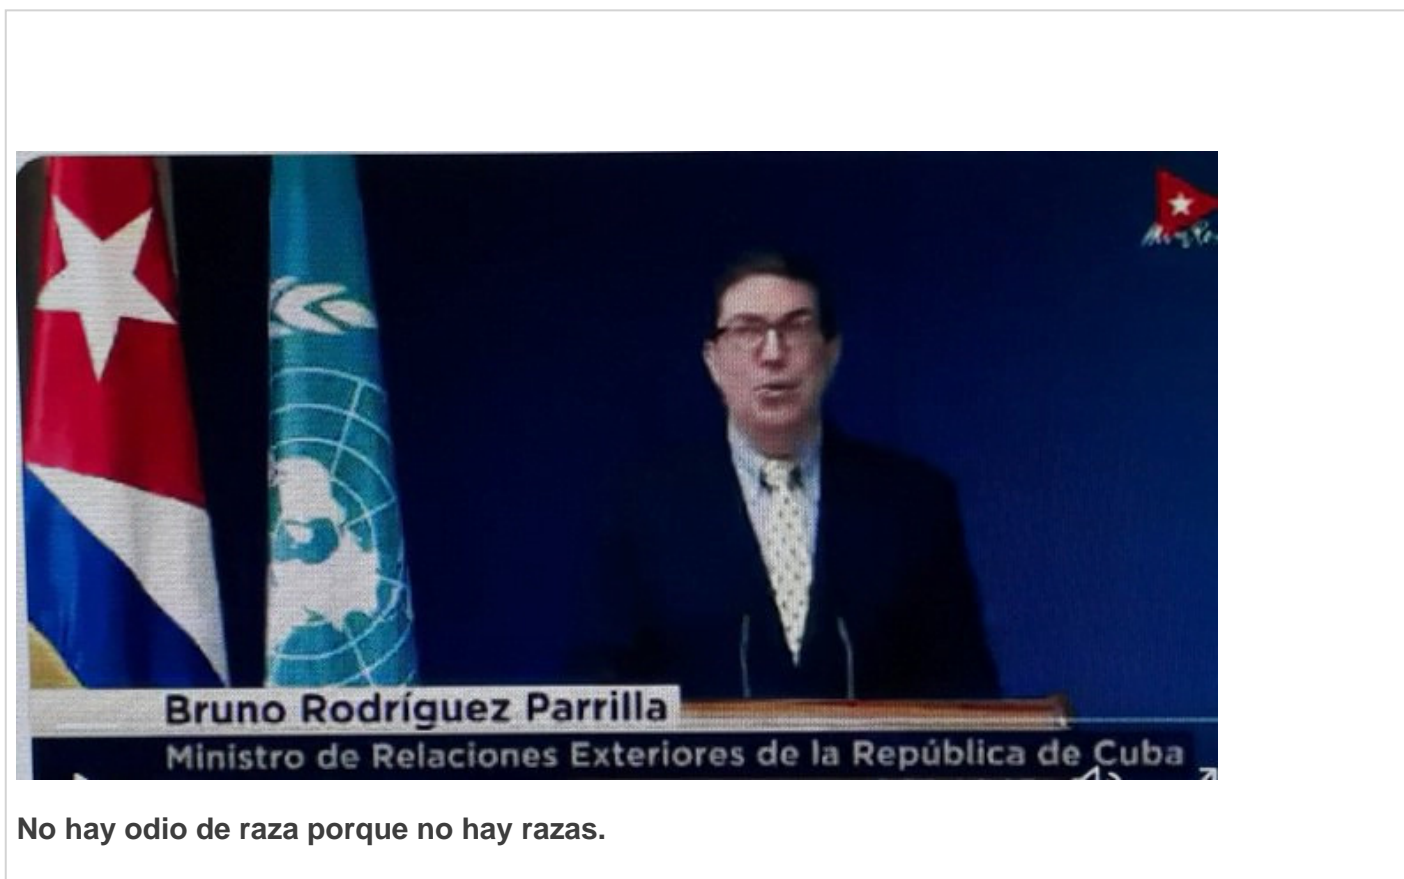 Bruno Rodríguez Parrilla
Ministro de Relaciones Exteriores de la República de Cuba
No hay odio de raza porque no hay razas.